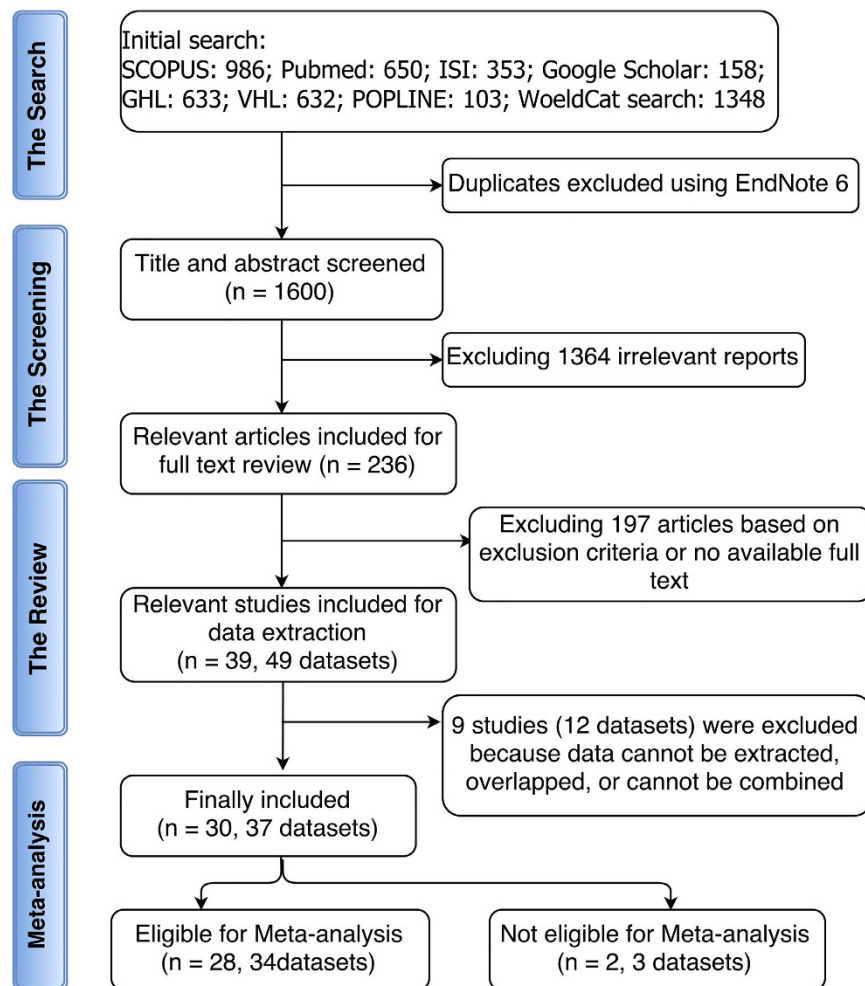 The Search
Initial search:
SCOPUS: 986; Pubmed: 650; ISI: 353; Google Scholar: 158;
GHL: 633; VHL: 632; POPLINE: 103; WoeldCat search: 1348
Duplicates excluded using EndNote 6
The Screening
Title and abstract screened
(n = 1600)
Excluding 1364 irrelevant reports
Relevant articles included for
full text review (n = 236)
The Review
Excluding 197 articles based on
exclusion criteria or no available full
text
Relevant studies included for
data extraction
(n = 39, 49 datasets)
9 studies (12 datasets) were excluded
because data cannot be extracted,
overlapped, or cannot be combined
Meta-analysis
Finally included
(n = 30, 37 datasets)
Eligible for Meta-analysis
(n = 28, 34datasets)
Not eligible for Meta-analysis
(n = 2, 3 datasets)